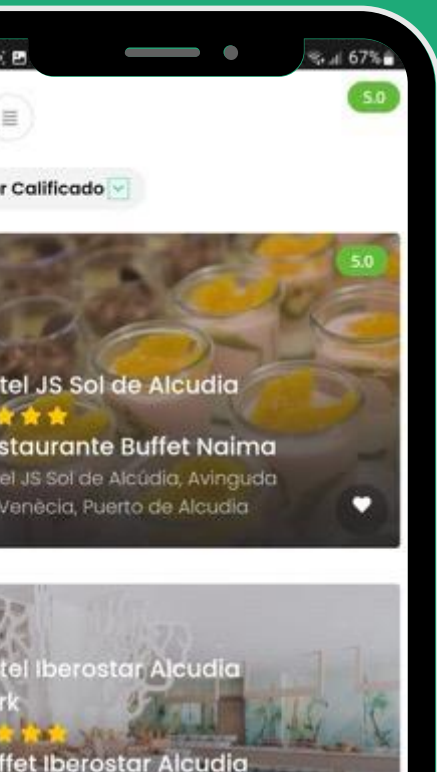 67%
5.0
r Calificado
5.0
tel JS Sol de Alcudia
staurante Buffet Naima
el JS Sol de Alcúdia, Avinguda
Venècia, Puerto de Alcudia
tel Iberostar Alcudia
rk
ffet Iberostar Alcudia